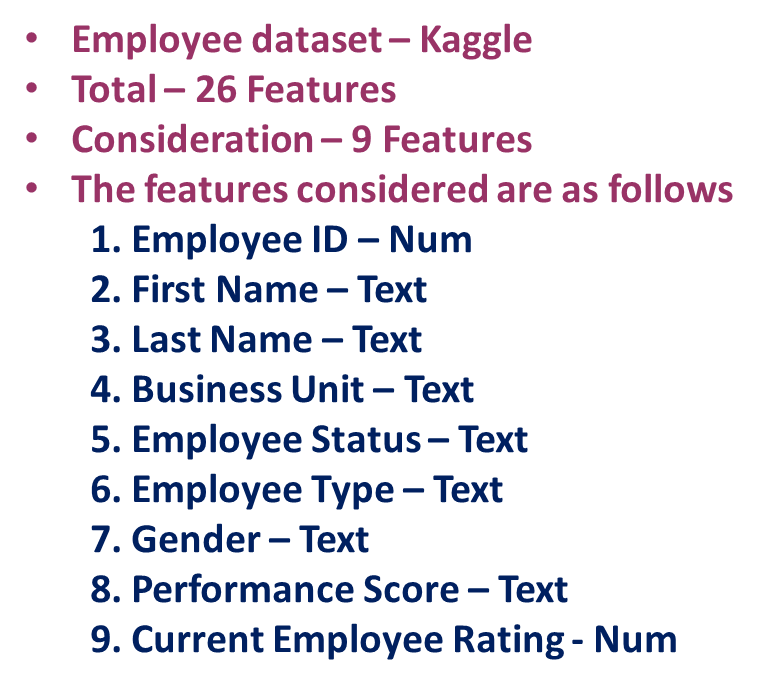 • Employee dataset – Kaggle
• Total – 26 Features
• Consideration – 9 Features
• The features considered are as follows
1. Employee ID – Num
2. First Name – Text
3. Last Name – Text
4. Business Unit – Text
5. Employee Status – Text
6. Employee Type – Text
7. Gender – Text
8. Performance Score – Text
9. Current Employee Rating - Num